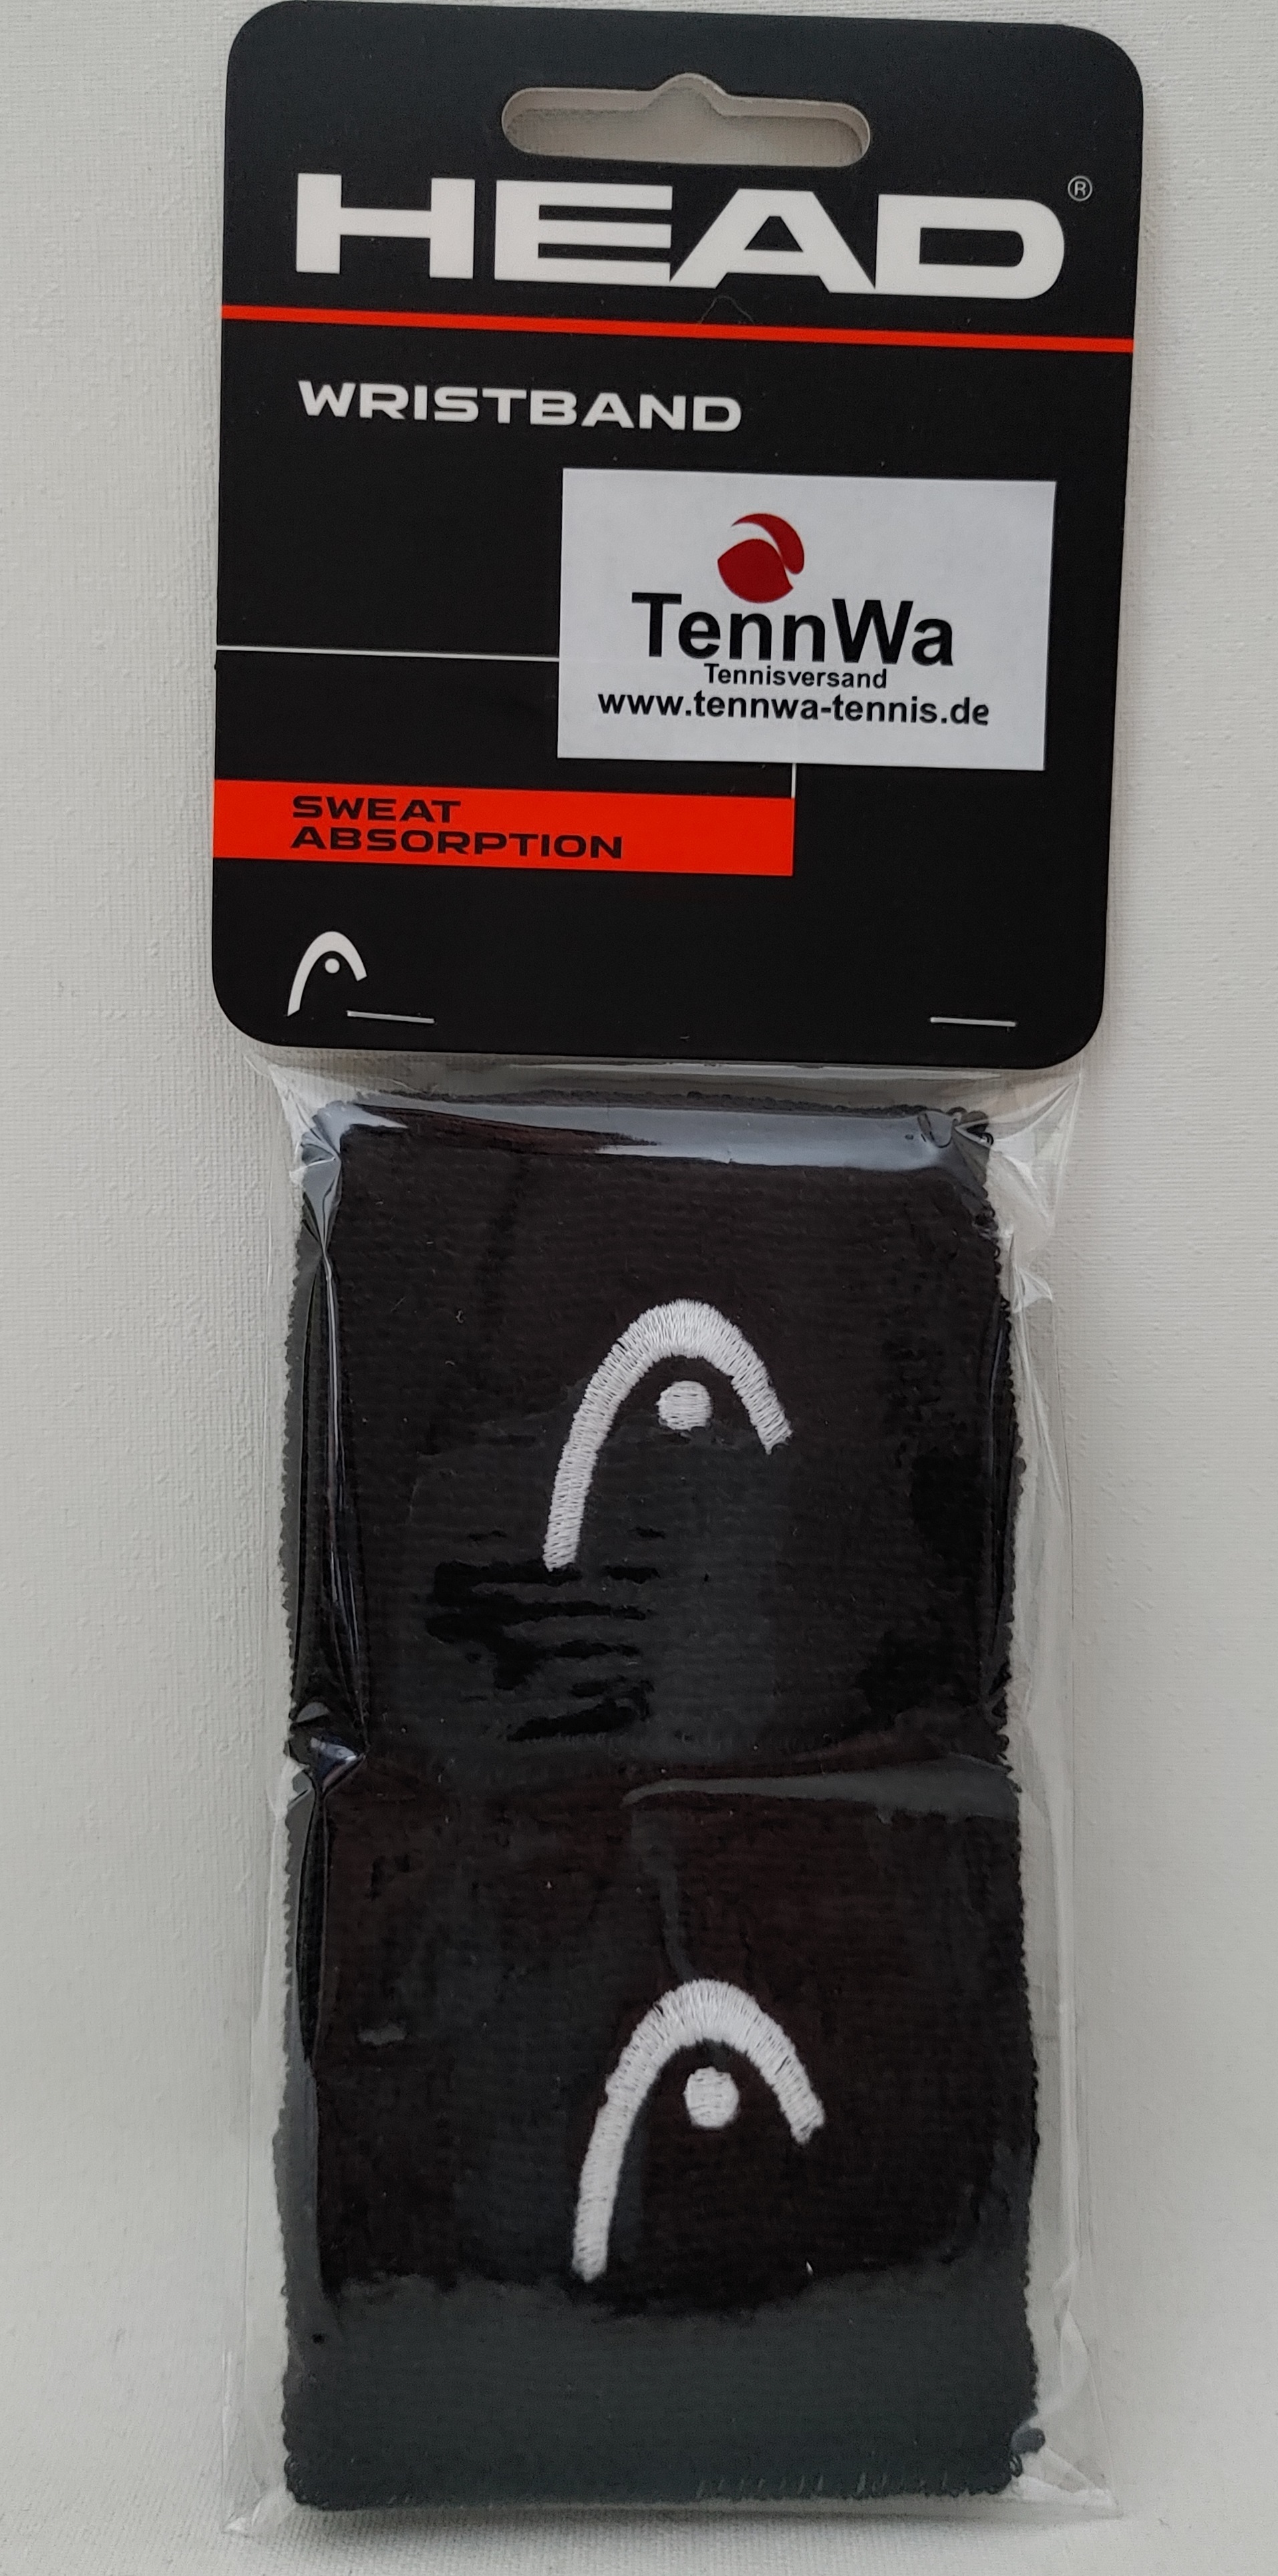 HEAD®
WRISTBAND
TennWa
Tennisversand
www.tennwa-tennis.de
SWEAT
ABSORPTION